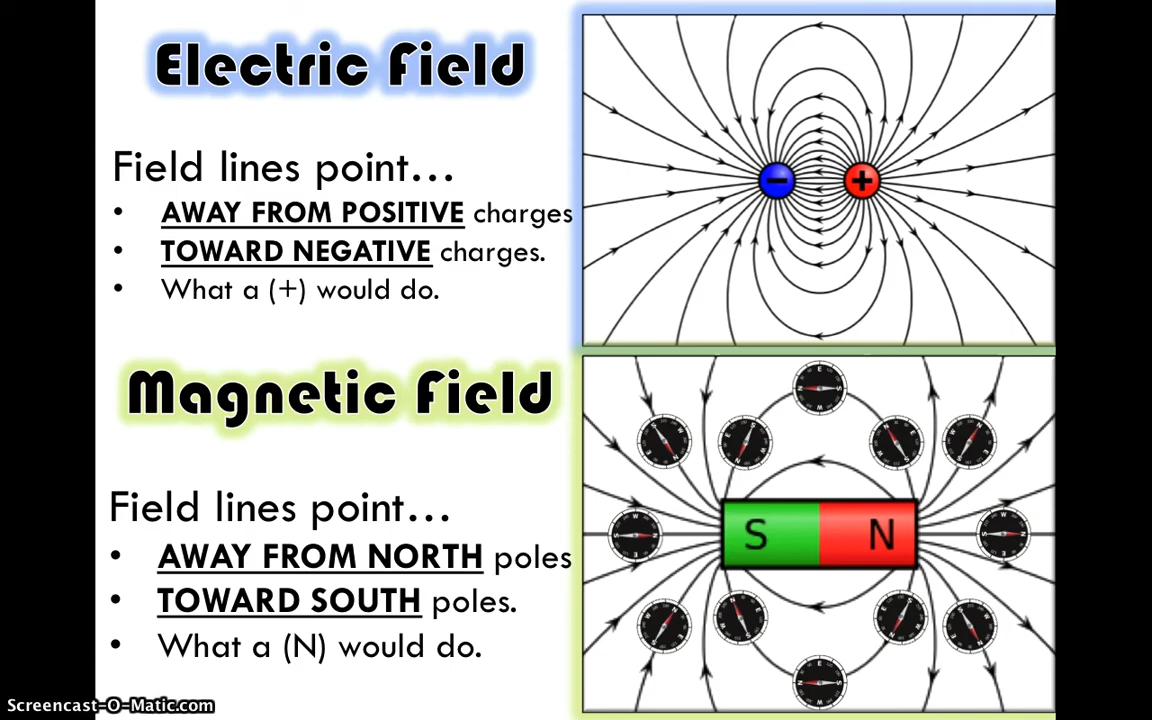 Electric Field
Field lines point...
• AWAY FROM POSITIVE charges
• TOWARD NEGATIVE charges.
• What a (+) would do.
− +
Magnetic Field
Field lines point...
• AWAY FROM NORTH poles
• TOWARD SOUTH poles.
• What a (N) would do.
S N
Screencast-O-Matic.com